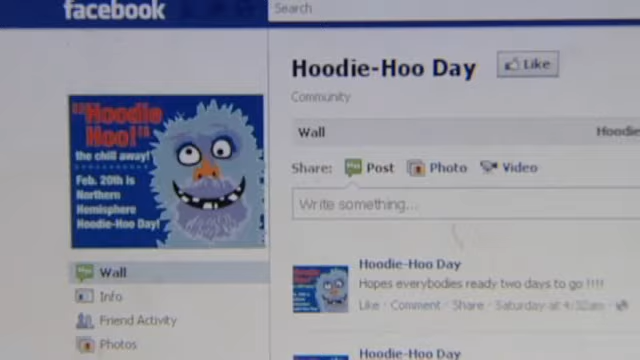 facebook
Search
Hoodie-Hoo Day
Like
Community
Wall
Hoodie
Share: Post Photo Video
Write something...
"Hoodie
Hoo!"
the chill away!
Feb. 20th is
Northern
Hemisphere
Hoodie-Hoo Day!
Wall
Info
Friend Activity
Photos
Hoodie-Hoo Day
Hopes everybodies ready two days to go !!!!
Like · Comment · Share · Saturday at 4:32am
Hoodie-Hoo Day